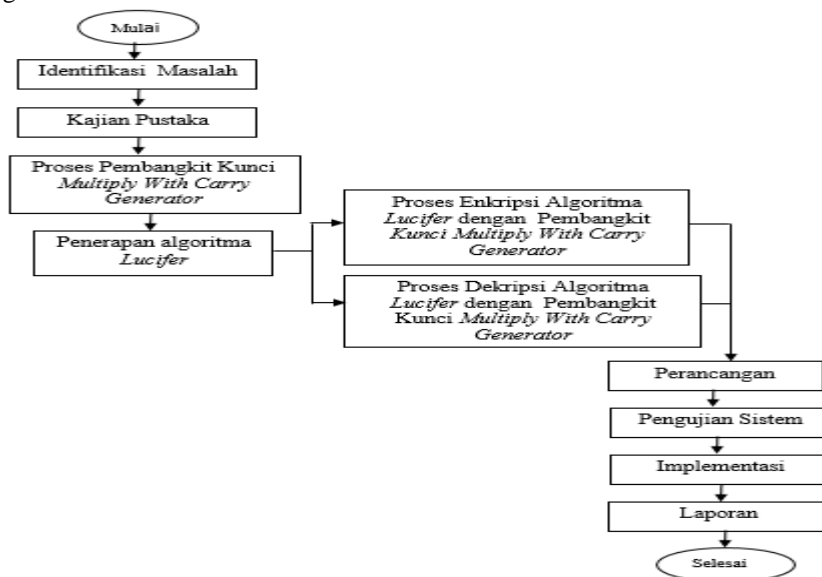 Mulai
Identifikasi Masalah
Kajian Pustaka
Proses Pembangkit Kunci
Multiply With Carry
Generator
Penerapan algoritma
Lucifer
Proses Enkripsi Algoritma
Lucifer dengan Pembangkit
Kunci Multiply With Carry
Generator
Proses Dekripsi Algoritma
Lucifer dengan Pembangkit
Kunci Multiply With Carry
Generator
Perancangan
Pengujian Sistem
Implementasi
Laporan
Selesai